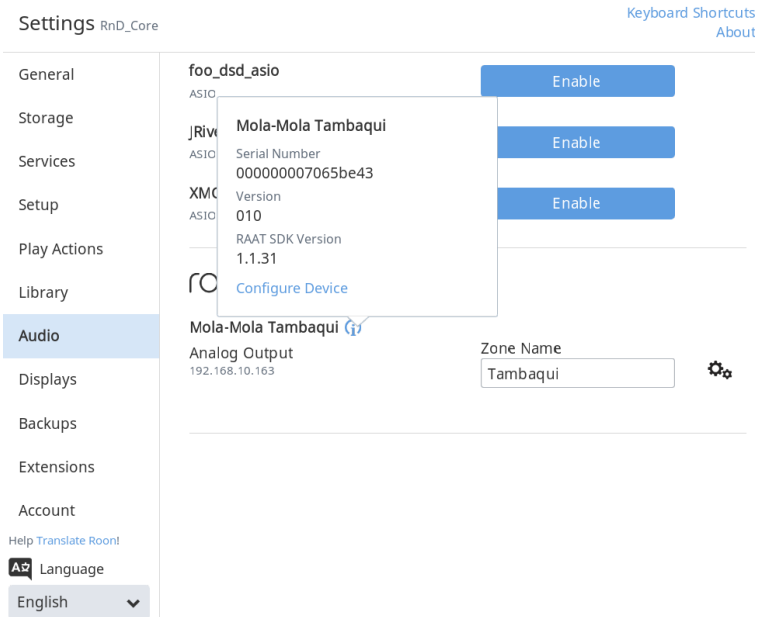 Settings RnD_Core
Keyboard Shortcuts
About
General
Storage
Services
Setup
Play Actions
Library
Audio
Displays
Backups
Extensions
Account
Help Translate Roon!
Language
English
foo_dsd_asio
ASIO
Enable
JRive
ASIO
Enable
XMO
ASIO
Enable
Mola-Mola Tambaqui
Serial Number
000000007065be43
Version
010
RAAT SDK Version
1.1.31
Configure Device
ro
Mola-Mola Tambaqui
Analog Output
192.168.10.163
Zone Name
Tambaqui